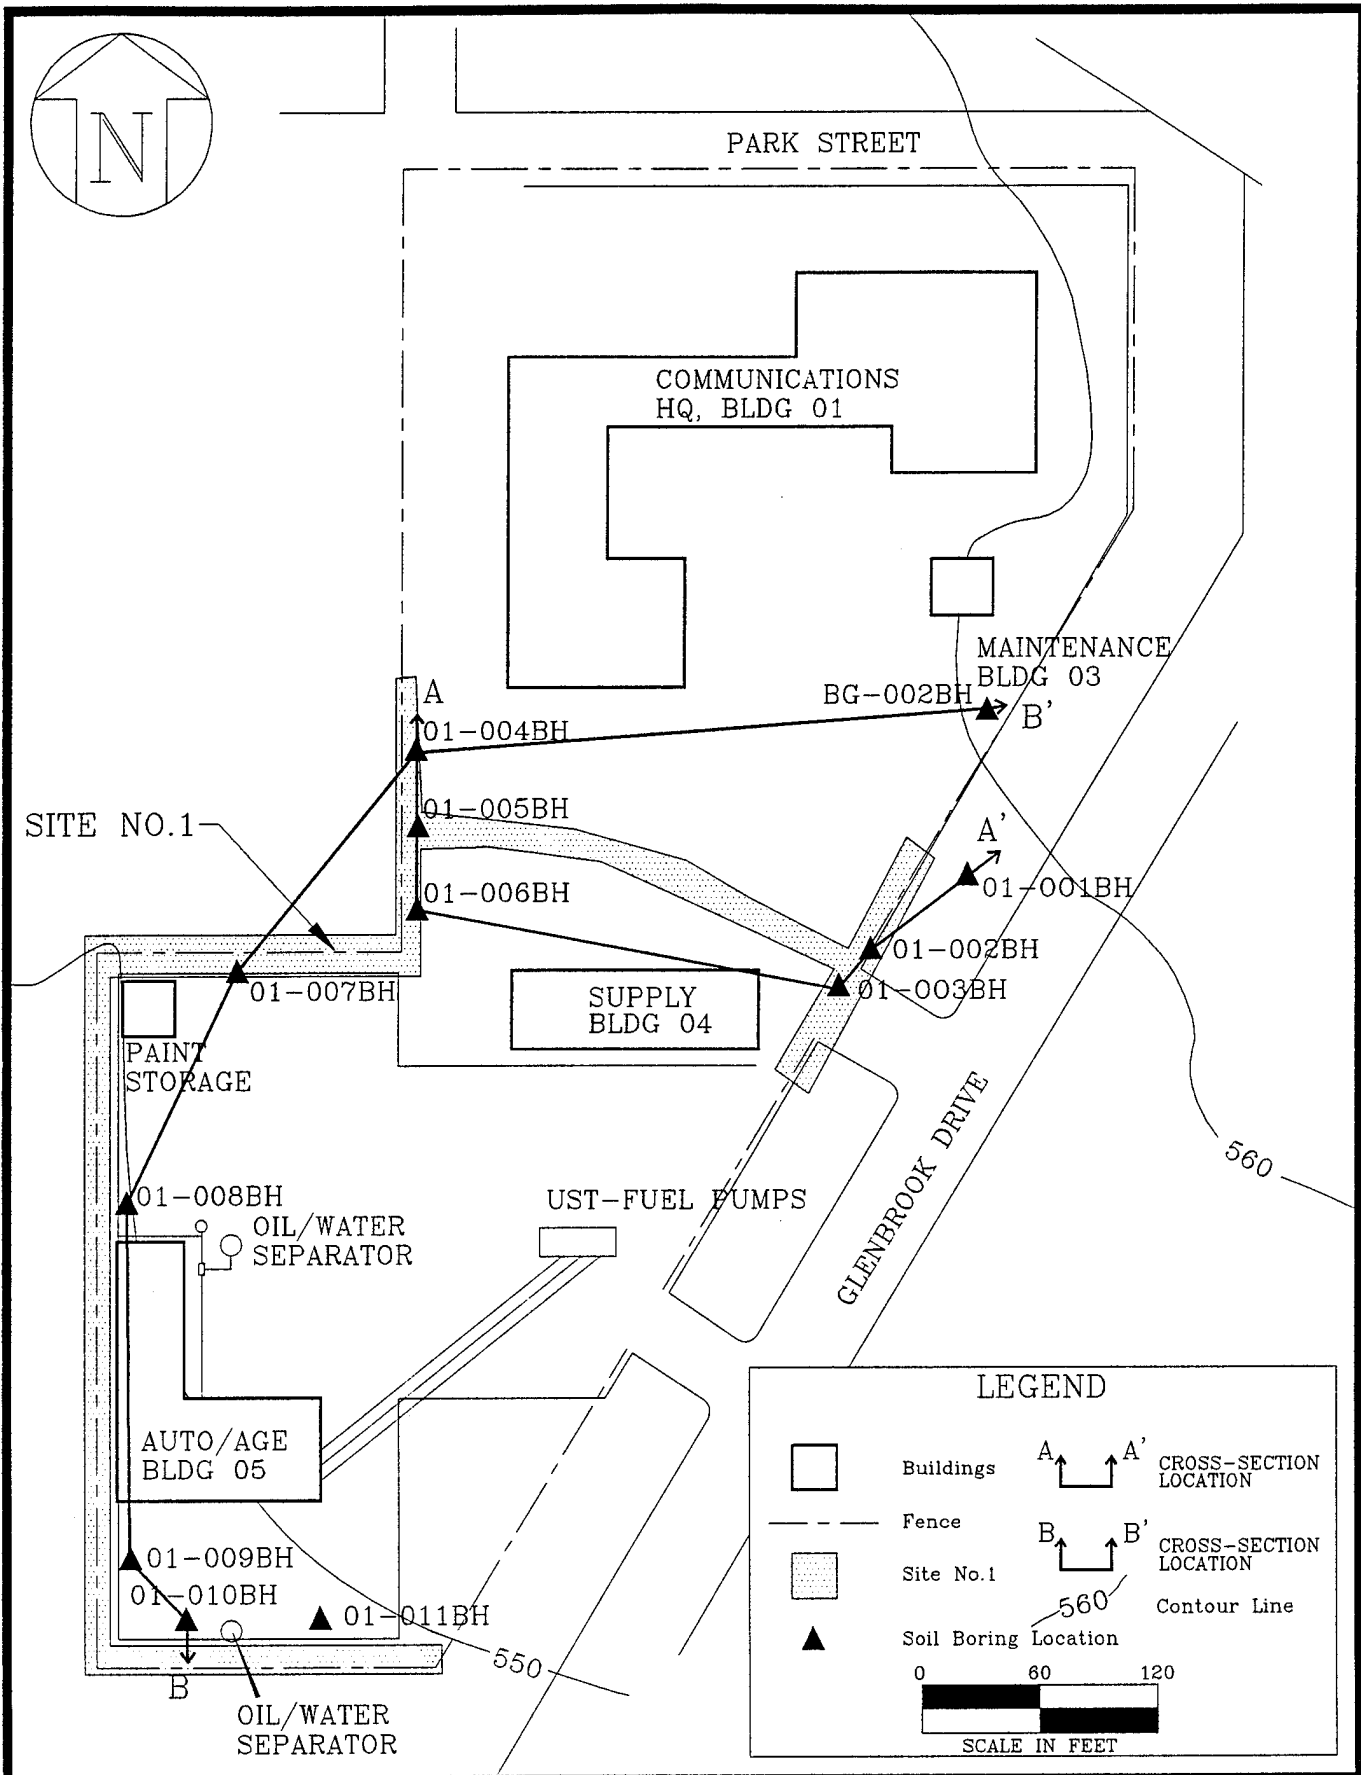 N
PARK STREET
COMMUNICATIONS
HQ, BLDG 01
MAINTENANCE
BLDG 03
BG-002BH
B'
A
01-004BH
01-005BH
SITE NO.1
A'
01-001BH
01-006BH
01-002BH
01-003BH
01-007BH
SUPPLY
BLDG 04
PAINT
STORAGE
GLENBROOK DRIVE
560
01-008BH
UST-FUEL PUMPS
OIL/WATER
SEPARATOR
AUTO/AGE
BLDG 05
01-009BH
01-010BH
01-011BH
550
B
OIL/WATER
SEPARATOR
LEGEND
Buildings
A A' CROSS-SECTION
LOCATION
Fence
B B' CROSS-SECTION
LOCATION
Site No.1
560 Contour Line
Soil Boring Location
0 60 120
SCALE IN FEET